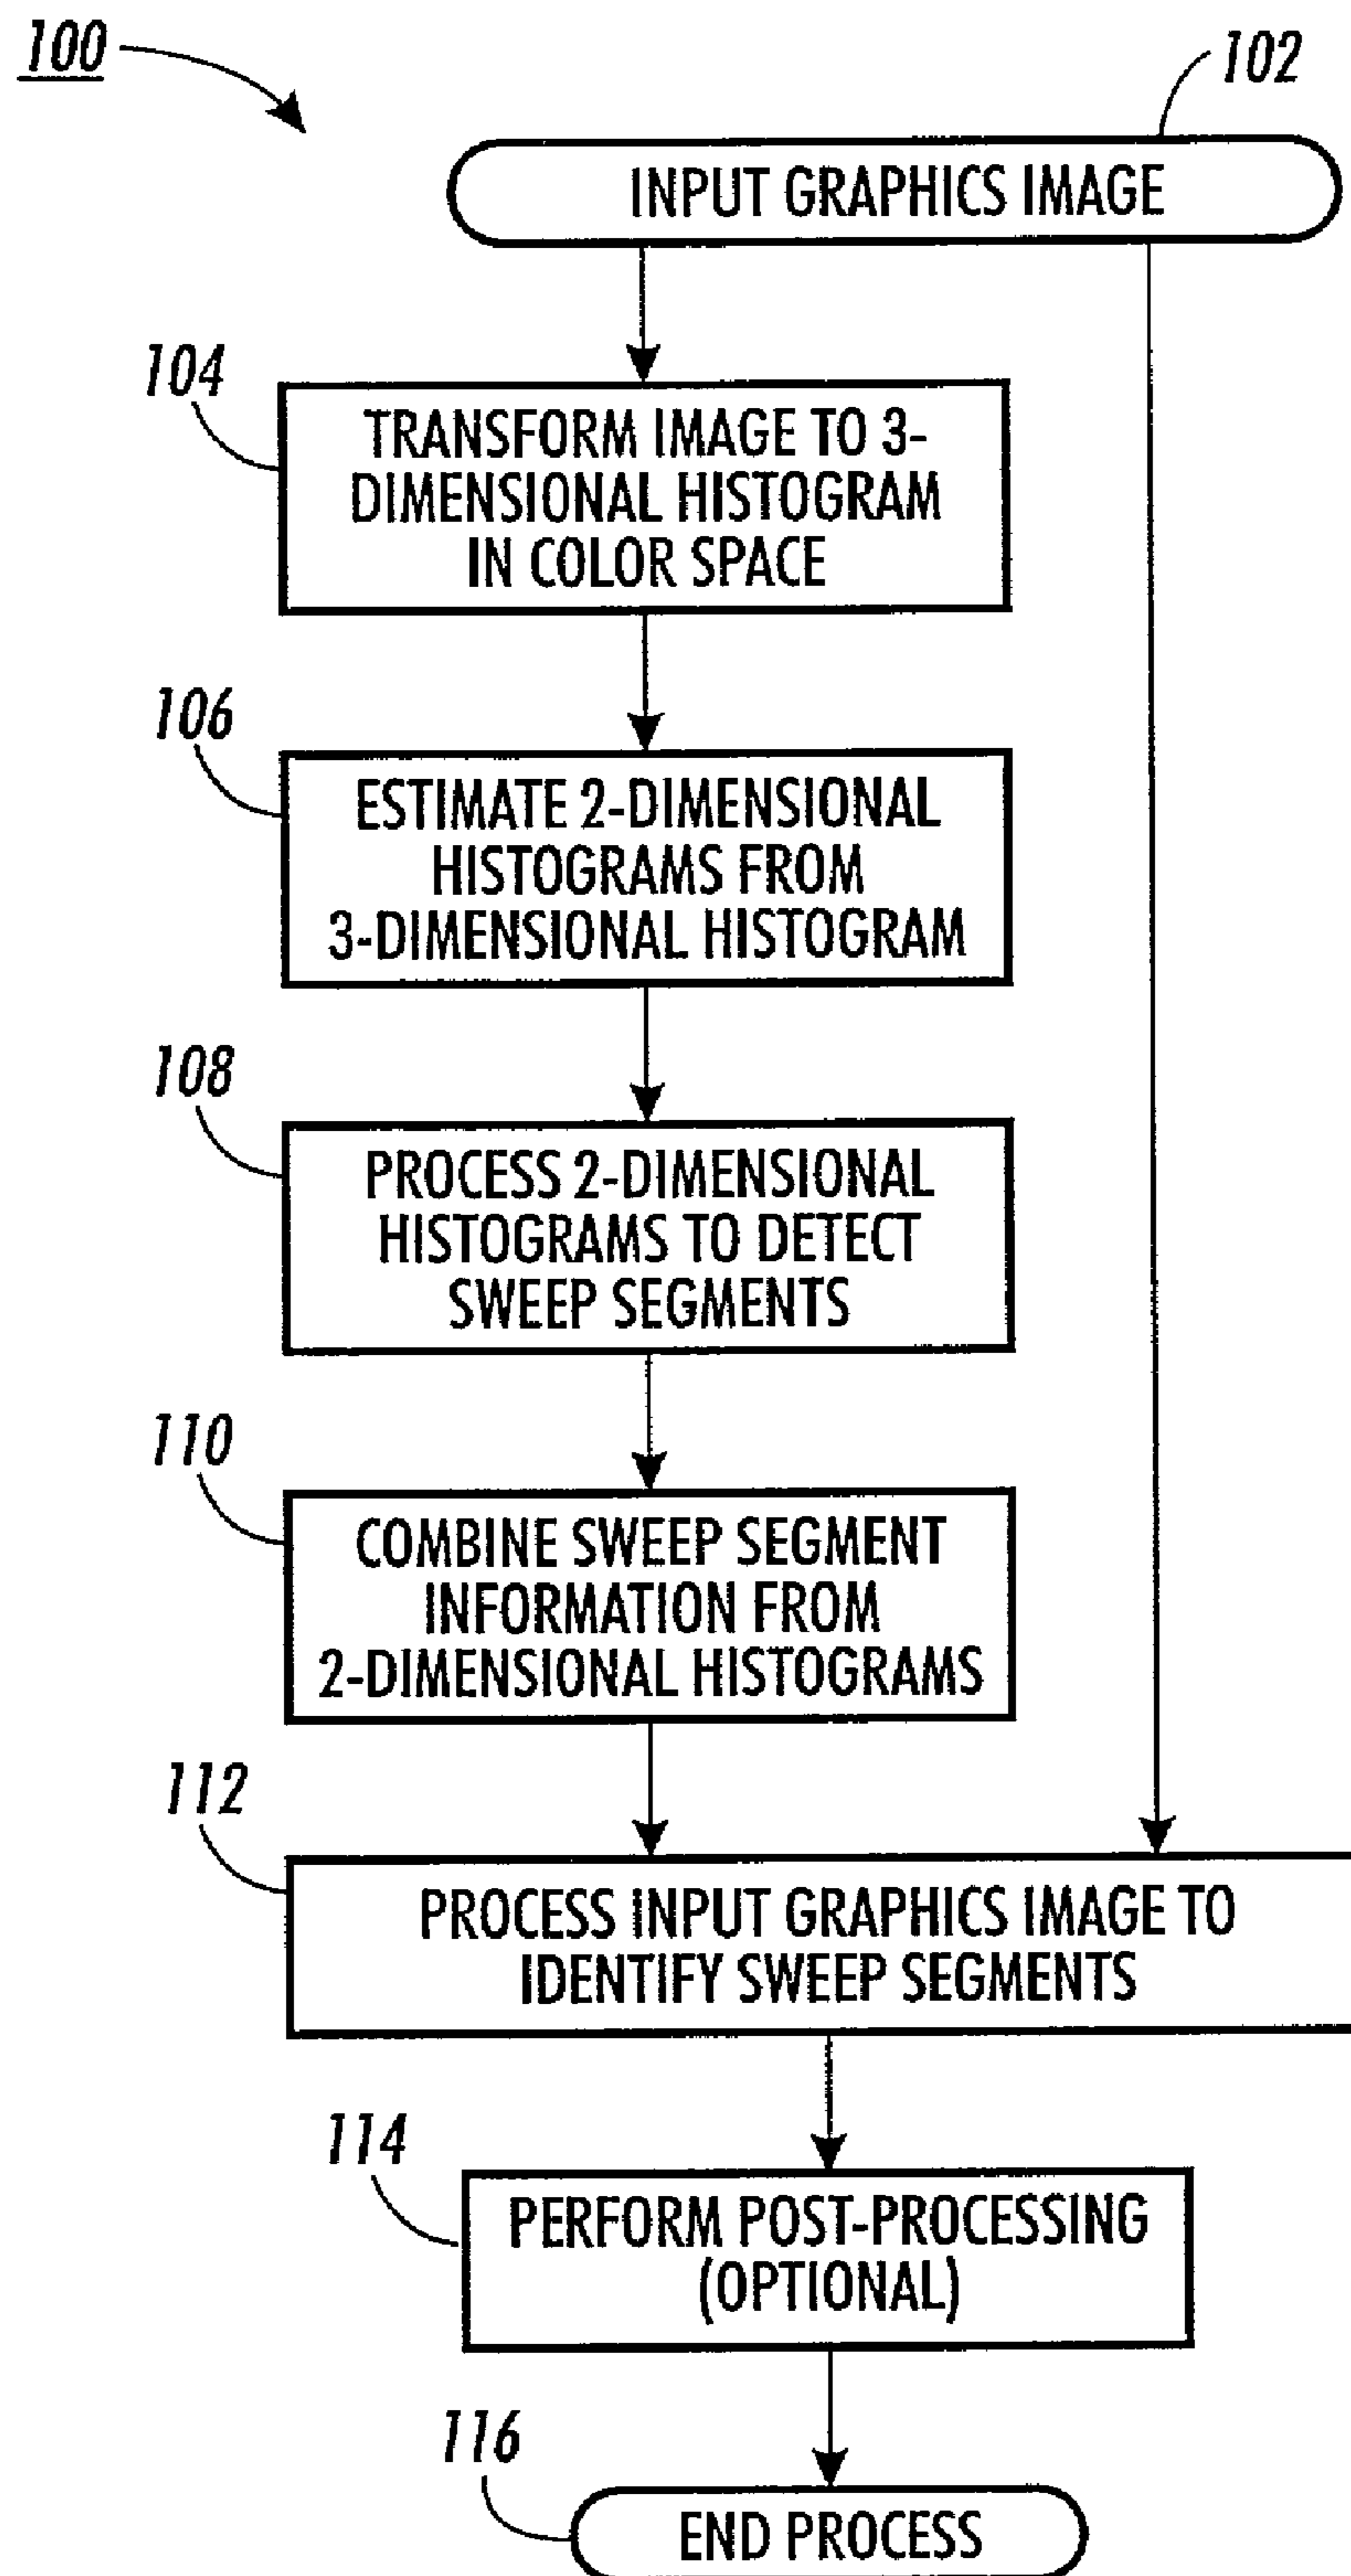 100
102
INPUT GRAPHICS IMAGE
104
TRANSFORM IMAGE TO 3-
DIMENSIONAL HISTOGRAM
IN COLOR SPACE
106
ESTIMATE 2-DIMENSIONAL
HISTOGRAMS FROM
3-DIMENSIONAL HISTOGRAM
108
PROCESS 2-DIMENSIONAL
HISTOGRAMS TO DETECT
SWEEP SEGMENTS
110
COMBINE SWEEP SEGMENT
INFORMATION FROM
2-DIMENSIONAL HISTOGRAMS
112
PROCESS INPUT GRAPHICS IMAGE TO
IDENTIFY SWEEP SEGMENTS
114
PERFORM POST-PROCESSING
(OPTIONAL)
116
END PROCESS